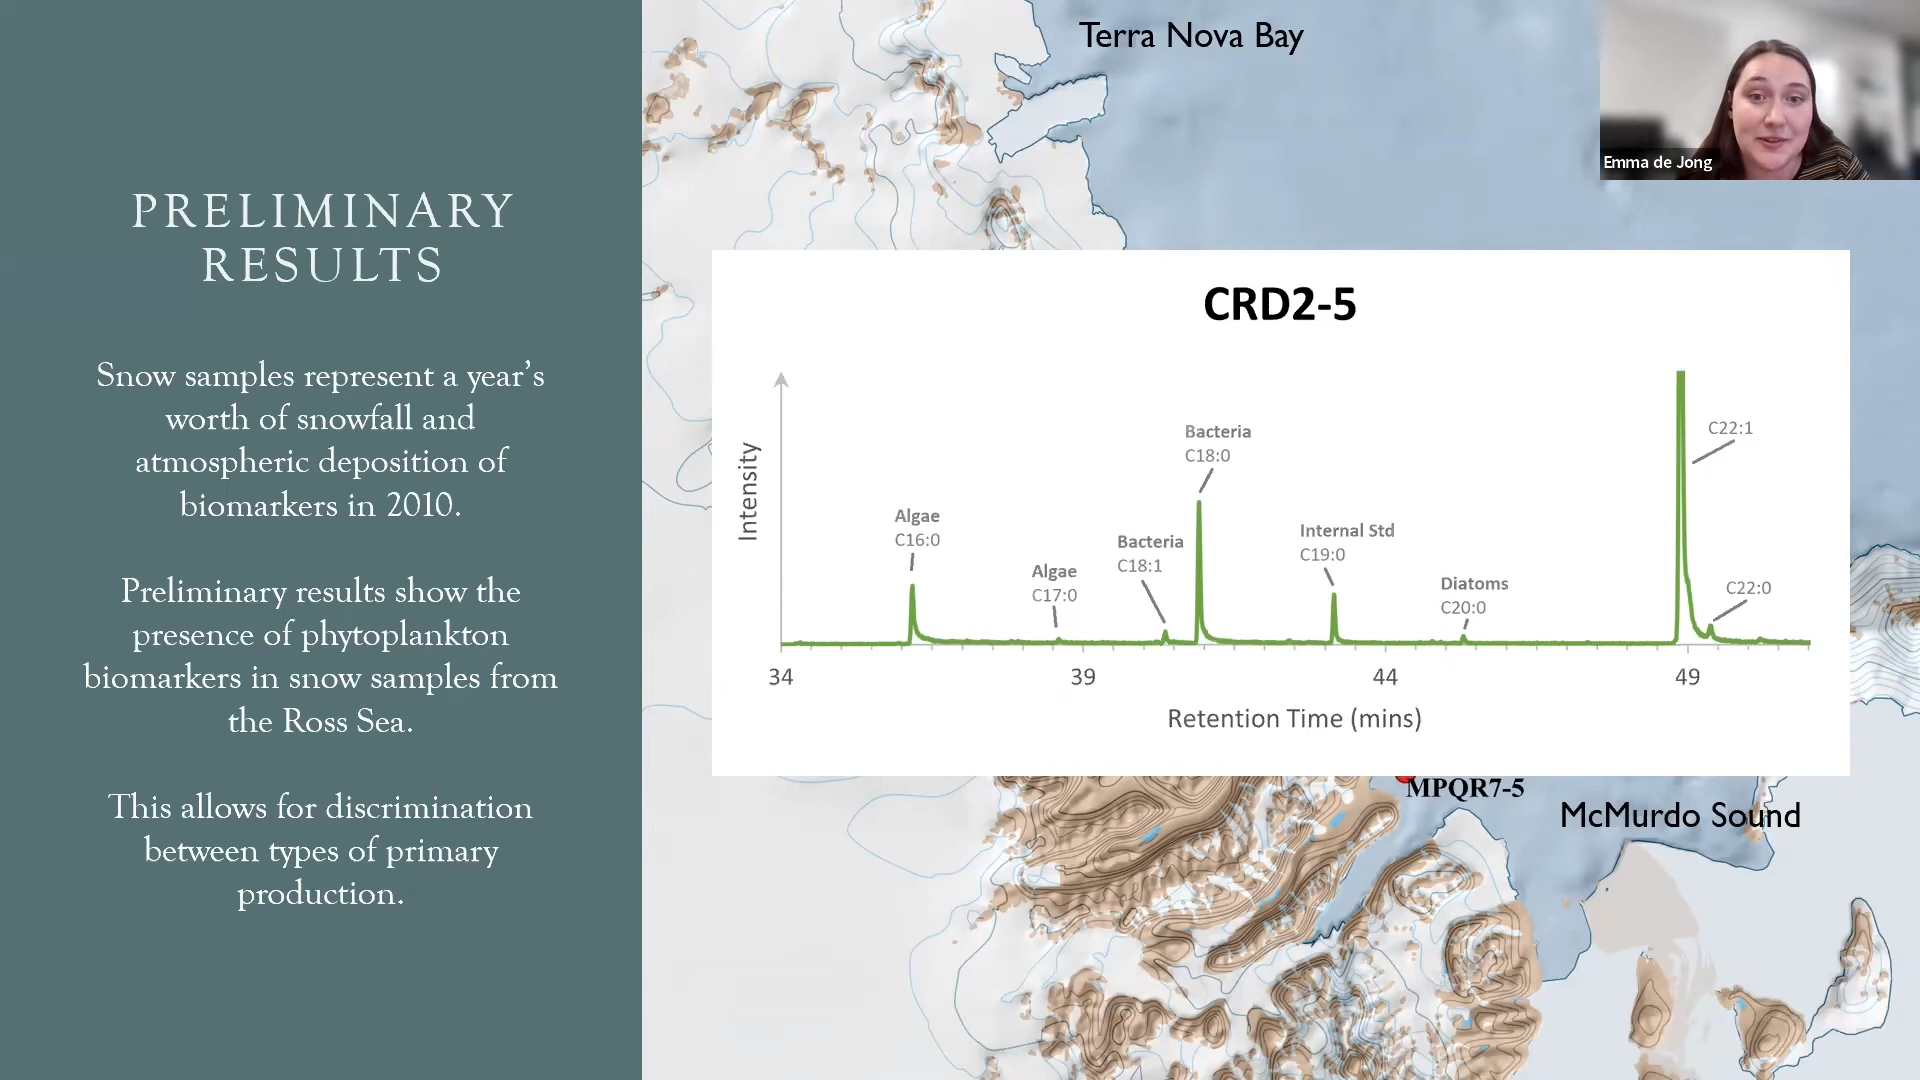 PRELIMINARY
RESULTS
Snow samples represent a year’s
worth of snowfall and
atmospheric deposition of
biomarkers in 2010.
Preliminary results show the
presence of phytoplankton
biomarkers in snow samples from
the Ross Sea.
This allows for discrimination
between types of primary
production.
Terra Nova Bay
Emma de Jong
CRD2-5
Intensity
Algae
C16:0
Algae
C17:0
Bacteria
C18:1
Bacteria
C18:0
Internal Std
C19:0
Diatoms
C20:0
C22:1
C22:0
34 39 44 49
Retention Time (mins)
MPQR7-5
McMurdo Sound